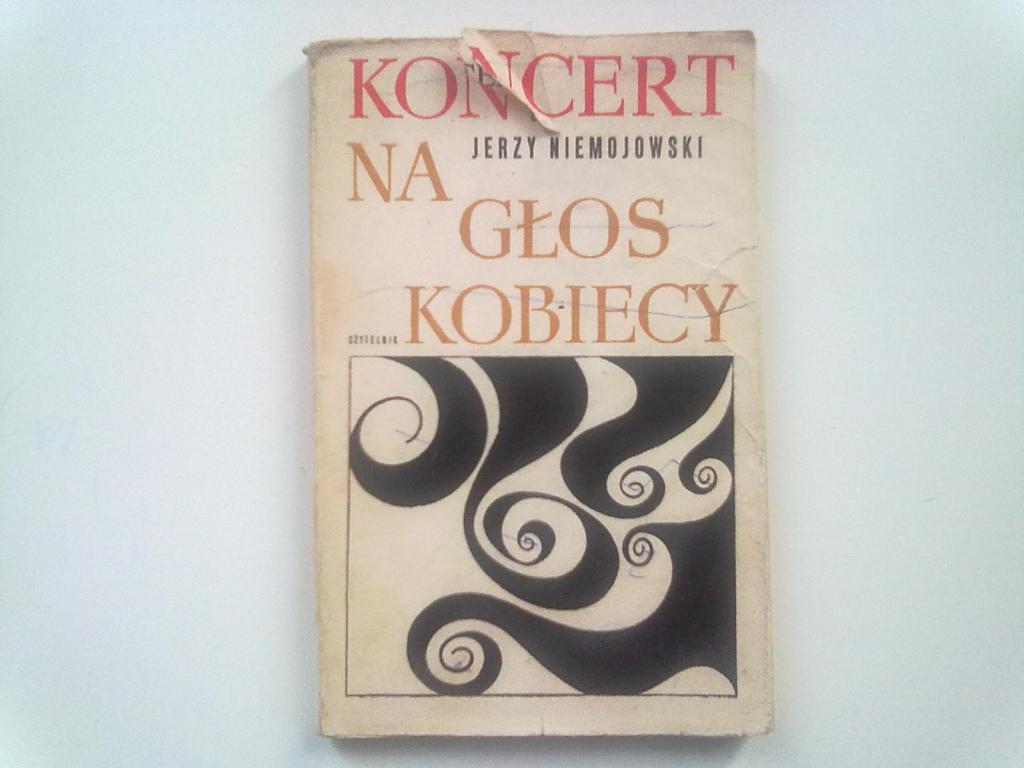 KONCERT
JERZY NIEMOJOWSKI
NA
GŁOS
KOBIECY
CZYTELNIK